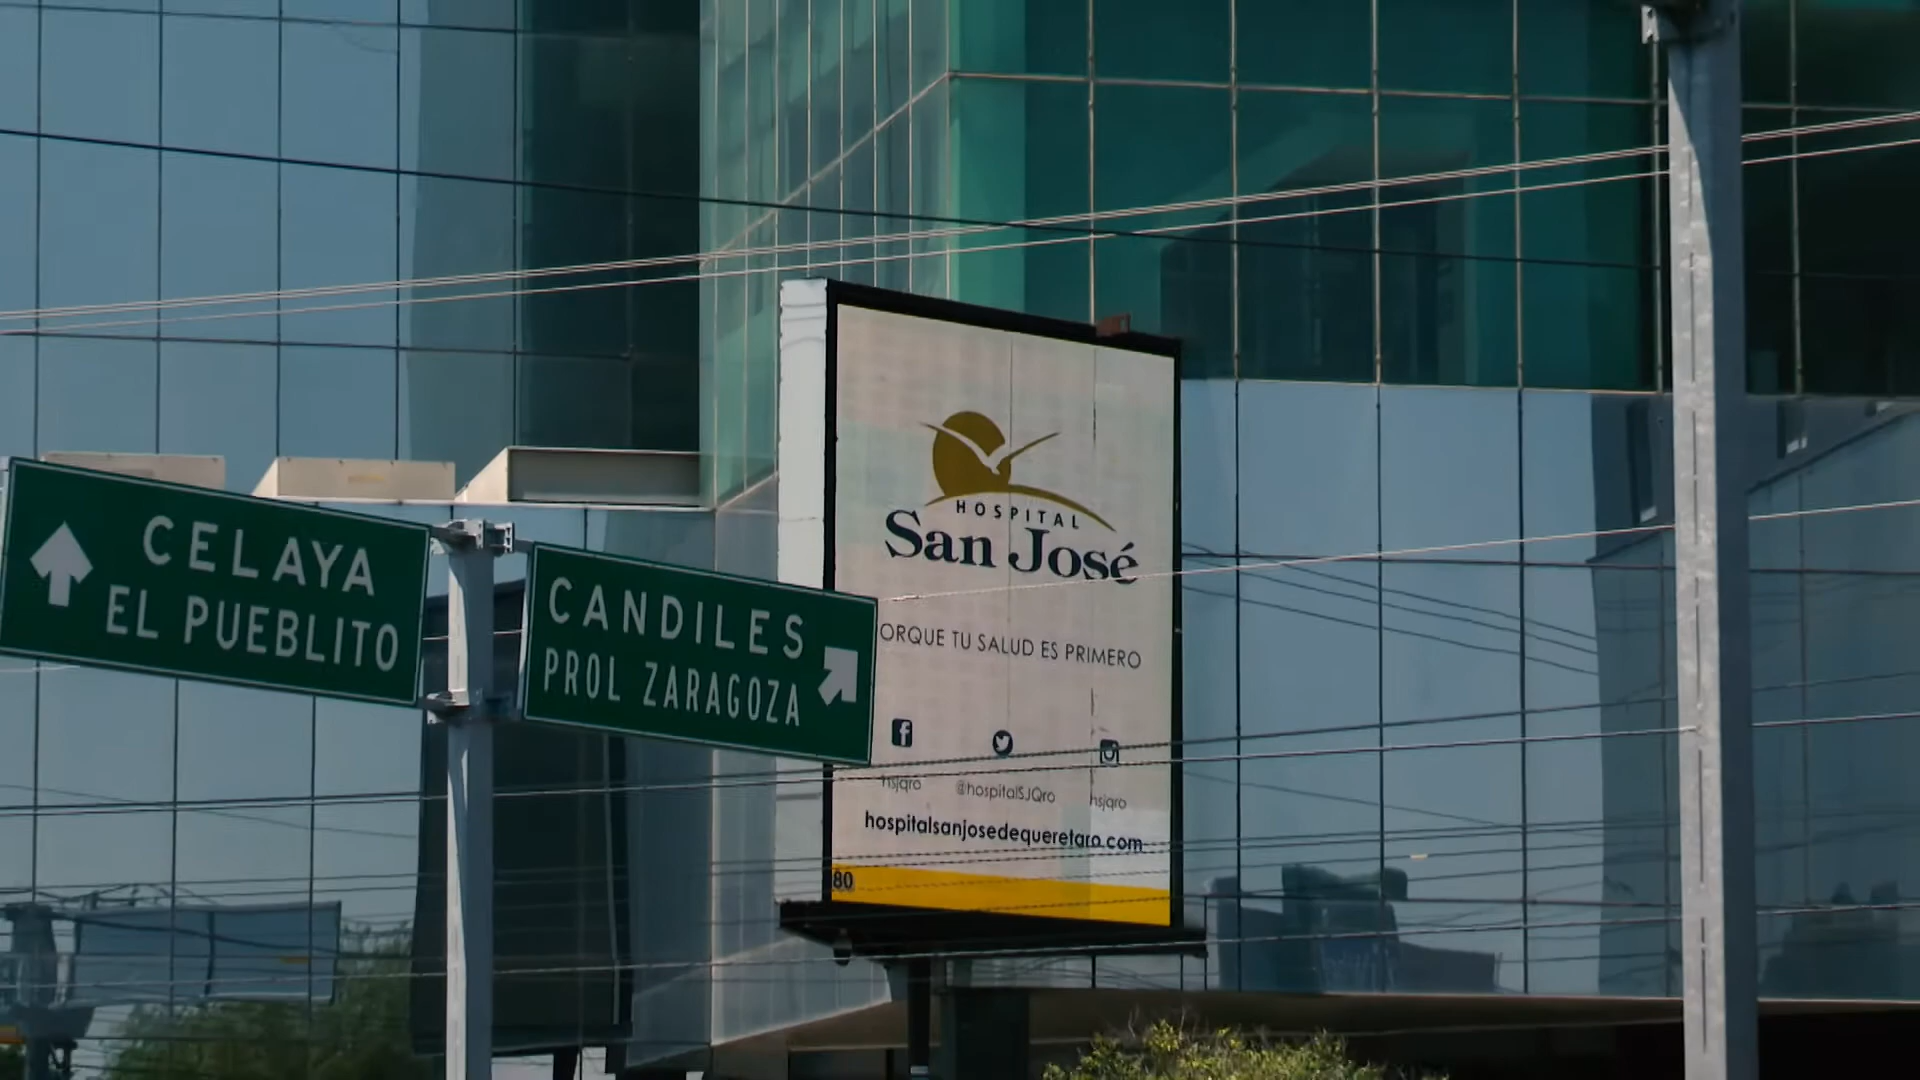 CELAYA
EL PUEBLITO
CANDILES
PROL ZARAGOZA
HOSPITAL
San José
ORQUE TU SALUD ES PRIMERO
hsjqro
@hospitalSJQro
hsjqro
hospitalsanjosedequeretaro.com
80